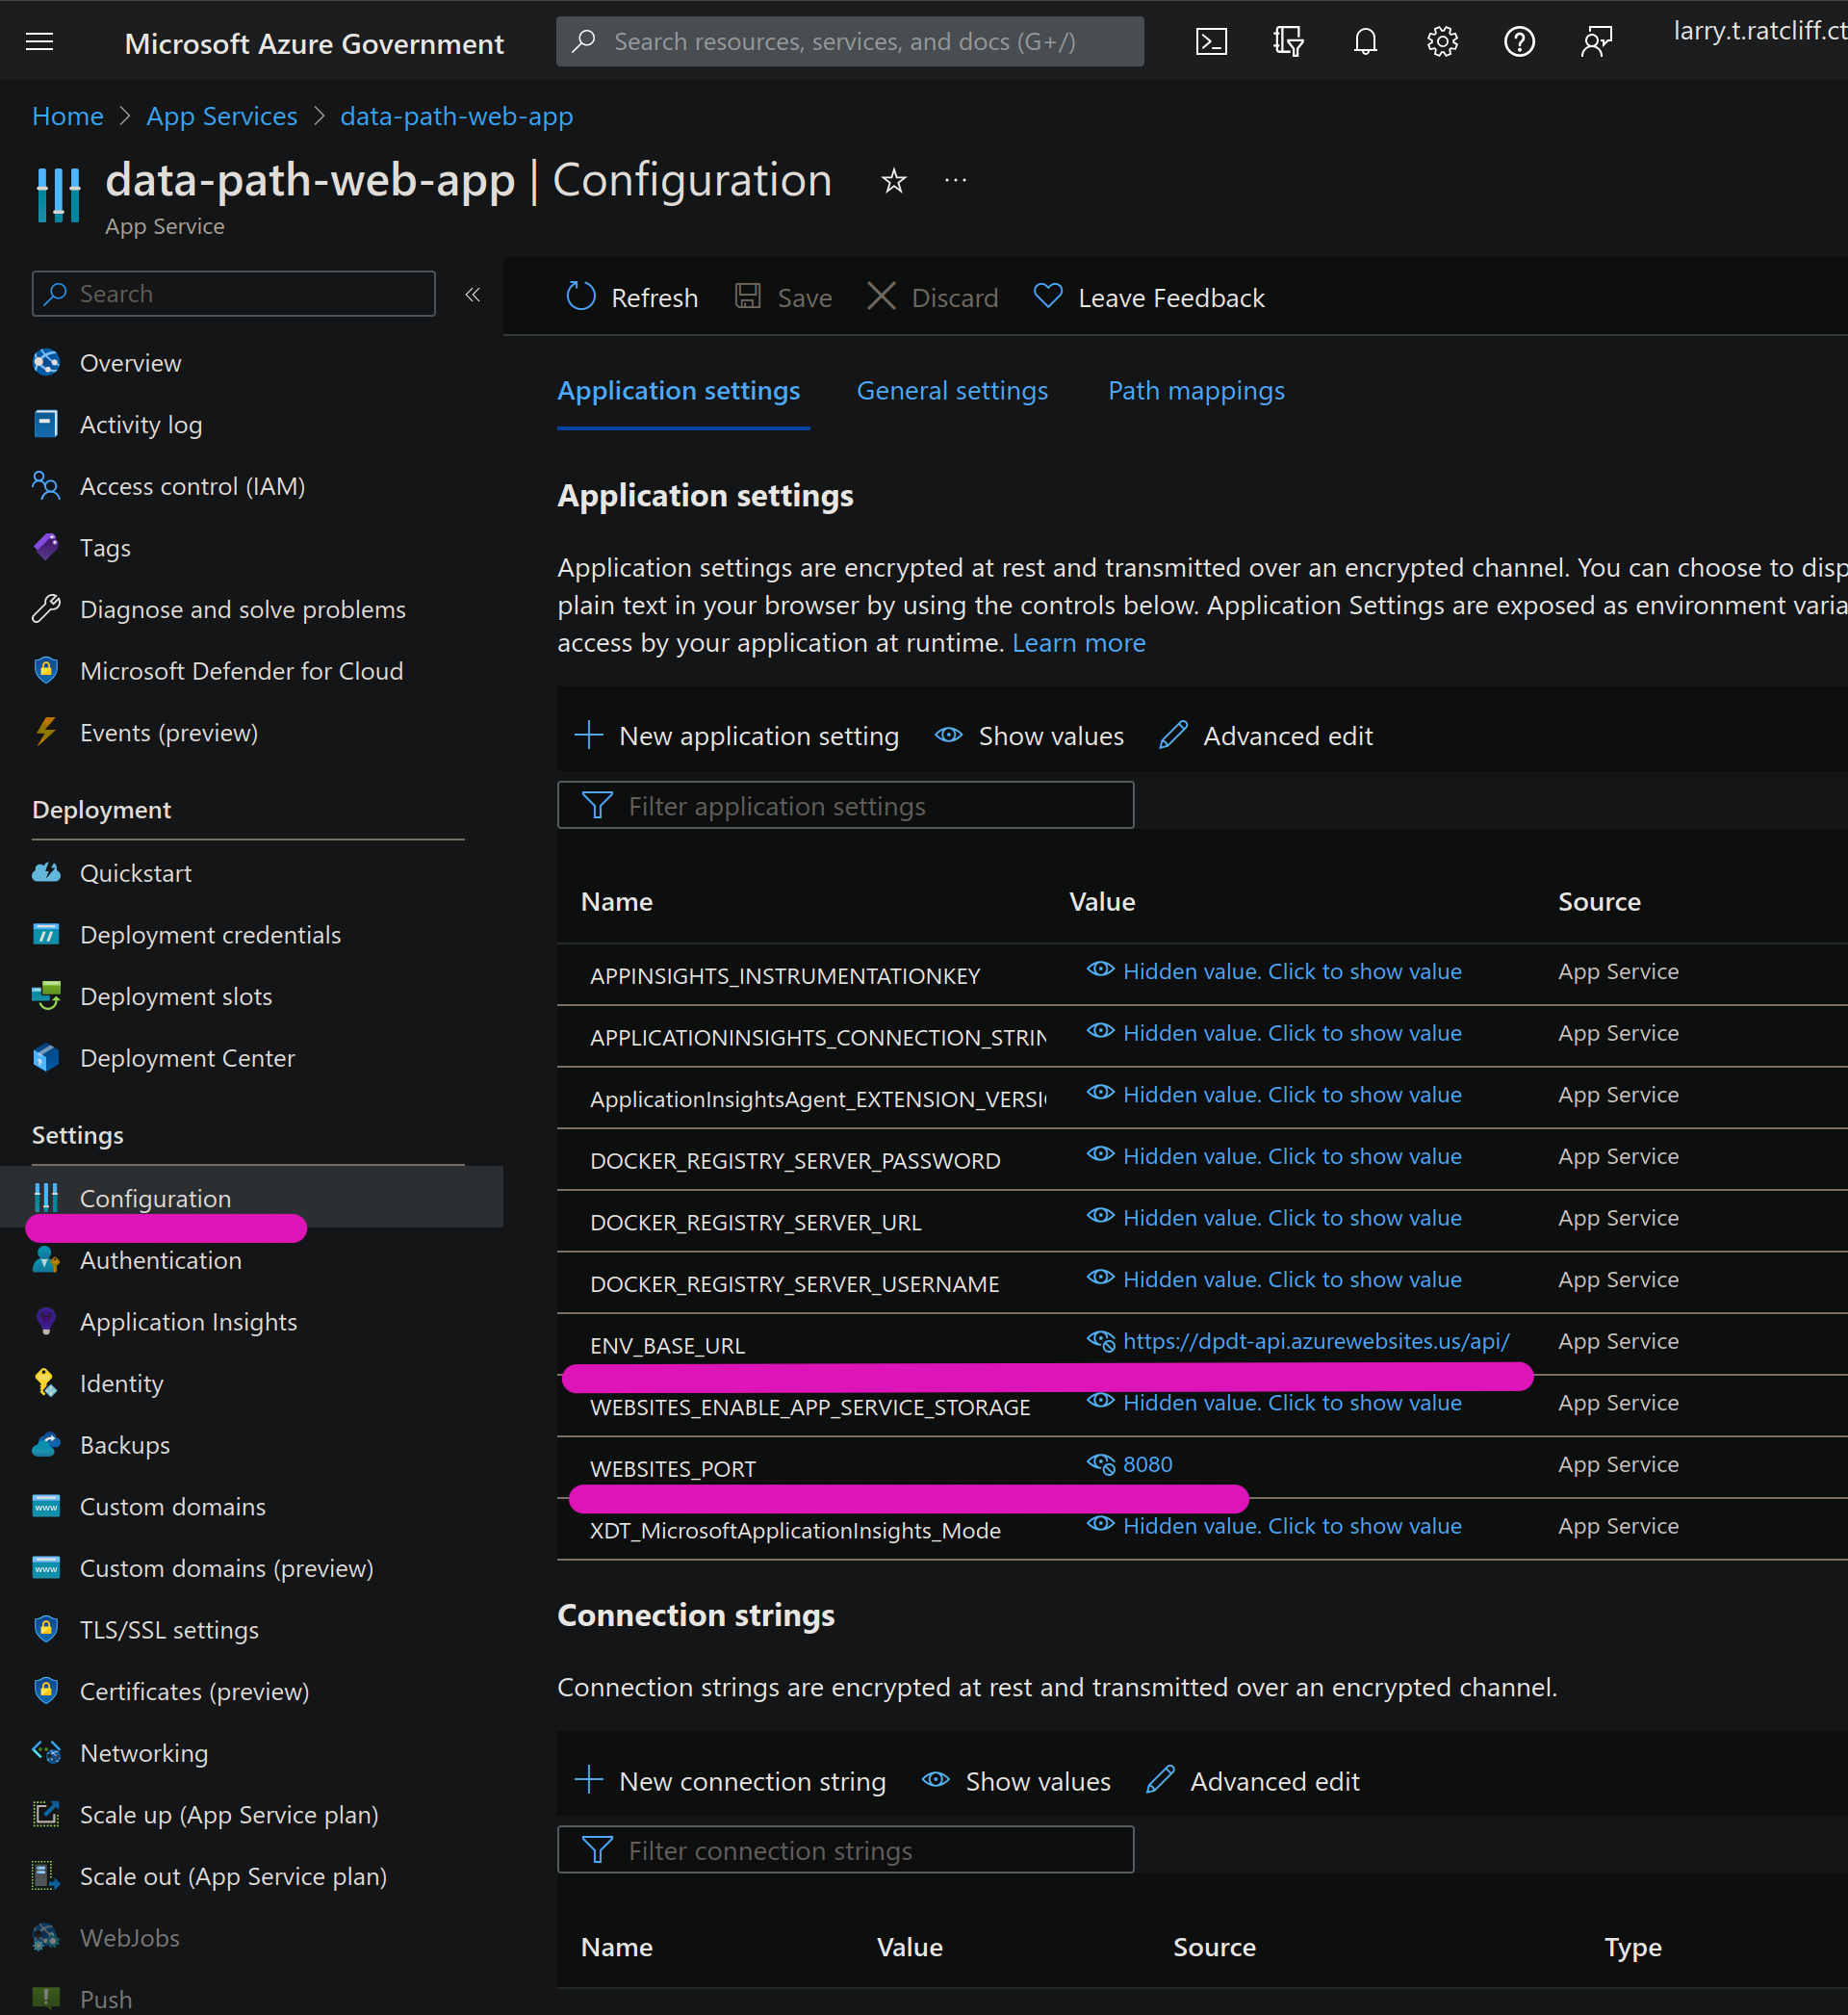 Microsoft Azure Government
Search resources, services, and docs (G+/)
larry.t.ratcliff.ct
Home > App Services > data-path-web-app
data-path-web-app | Configuration
App Service
Search
Overview
Activity log
Access control (IAM)
Tags
Diagnose and solve problems
Microsoft Defender for Cloud
Events (preview)
Deployment
Quickstart
Deployment credentials
Deployment slots
Deployment Center
Settings
Configuration
Authentication
Application Insights
Identity
Backups
Custom domains
Custom domains (preview)
TLS/SSL settings
Certificates (preview)
Networking
Scale up (App Service plan)
Scale out (App Service plan)
WebJobs
Push
Refresh Save Discard Leave Feedback
Application settings General settings Path mappings
Application settings
Application settings are encrypted at rest and transmitted over an encrypted channel. You can choose to disp
plain text in your browser by using the controls below. Application Settings are exposed as environment varia
access by your application at runtime. Learn more
New application setting Show values Advanced edit
Filter application settings
Name Value Source
APPINSIGHTS_INSTRUMENTATIONKEY Hidden value. Click to show value App Service
APPLICATIONINSIGHTS_CONNECTION_STRIN Hidden value. Click to show value App Service
ApplicationInsightsAgent_EXTENSION_VERSI Hidden value. Click to show value App Service
DOCKER_REGISTRY_SERVER_PASSWORD Hidden value. Click to show value App Service
DOCKER_REGISTRY_SERVER_URL Hidden value. Click to show value App Service
DOCKER_REGISTRY_SERVER_USERNAME Hidden value. Click to show value App Service
ENV_BASE_URL https://dpdt-api.azurewebsites.us/api/ App Service
WEBSITES_ENABLE_APP_SERVICE_STORAGE Hidden value. Click to show value App Service
WEBSITES_PORT 8080 App Service
XDT_MicrosoftApplicationInsights_Mode Hidden value. Click to show value App Service
Connection strings
Connection strings are encrypted at rest and transmitted over an encrypted channel.
New connection string Show values Advanced edit
Filter connection strings
Name Value Source Type